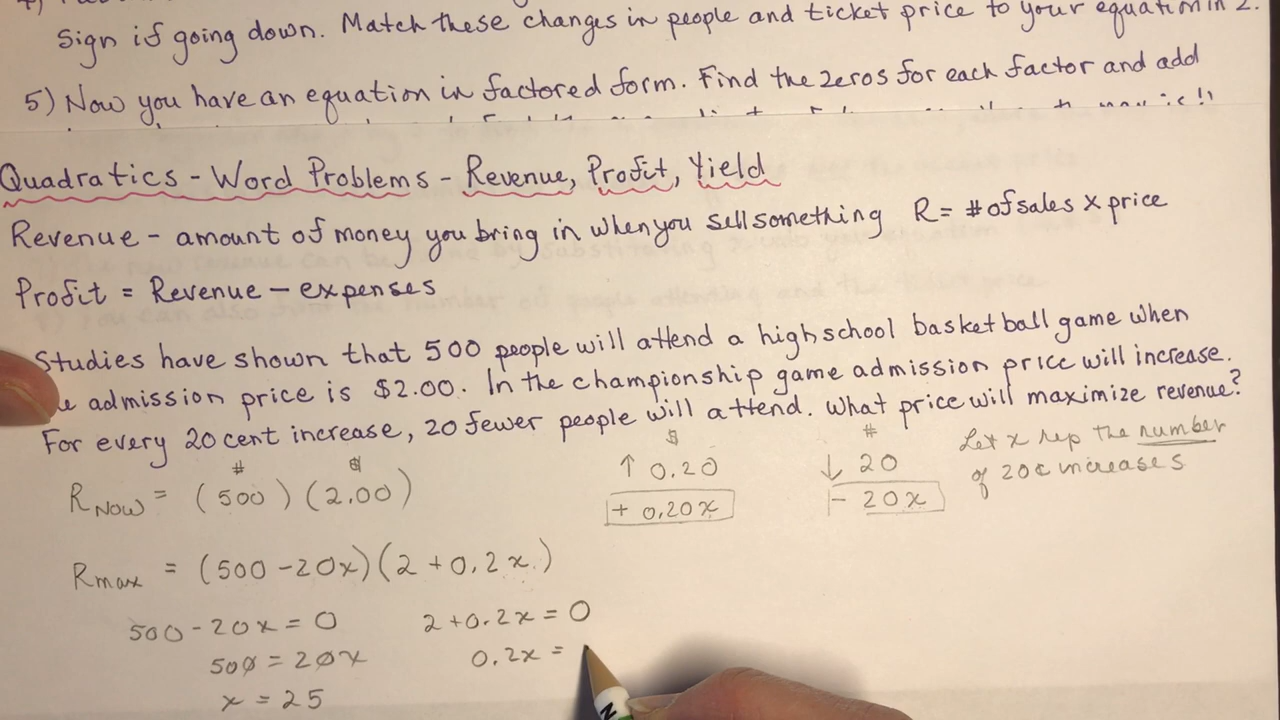 Sign if going down. Match these changes in people and ticket price to your equation in 2.
5) Now you have an equation in factored form. Find the zeros for each factor and add
Quadratics - Word Problems - Revenue, Profit, Yield
Revenue - amount of money you bring in when you sell something R = # of sales x price
Profit = Revenue - expenses
Studies have shown that 500 people will attend a high school basketball game when
admission price is $2.00. In the championship game admission price will increase.
For every 20 cent increase, 20 fewer people will attend. What price will maximize revenue?
# $ $ # Let x rep the number
R NOW = (500)(2.00) ↑ 0.20 ↓ 20 of 20¢ increases
+ 0.20x - 20x
Rmax = (500 - 20x)(2 + 0.2x)
500 - 20x = 0 2 + 0.2x = 0
500 = 20x 0.2x =
x = 25